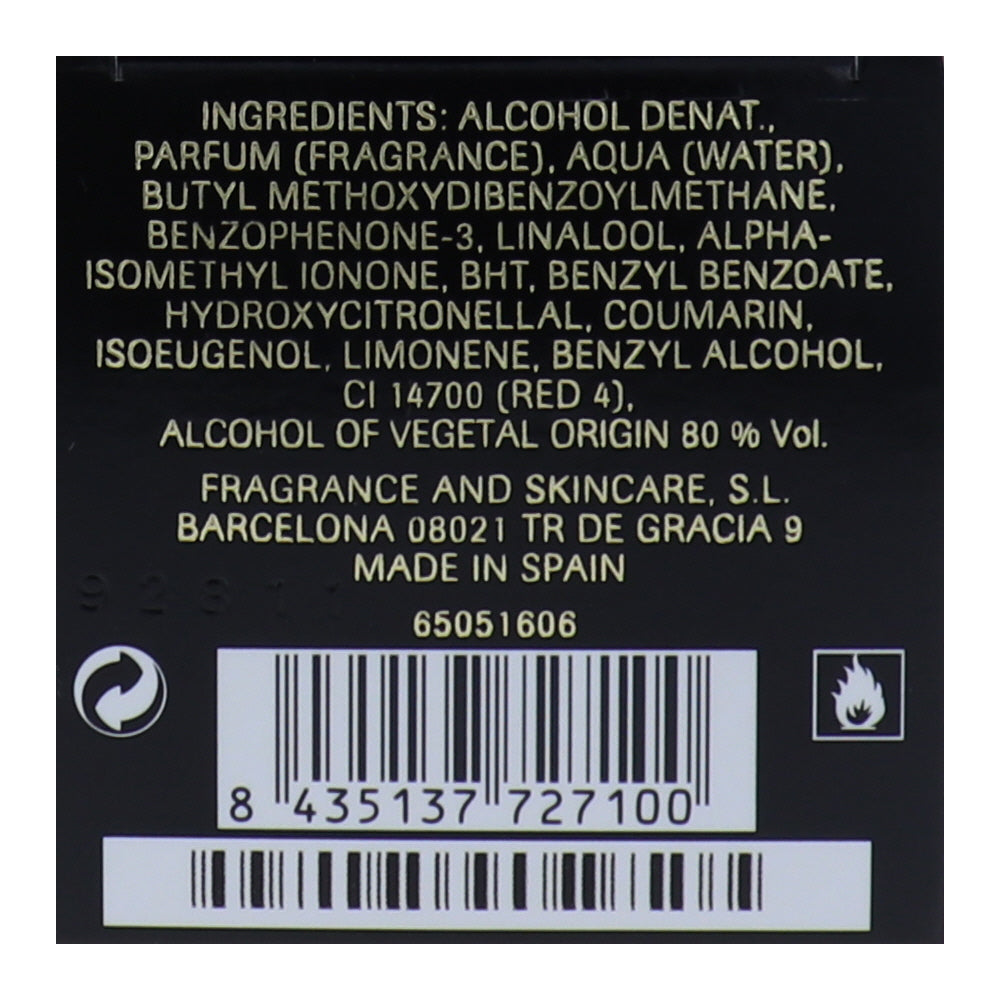 INGREDIENTS: ALCOHOL DENAT.,
PARFUM (FRAGRANCE), AQUA (WATER),
BUTYL METHOXYDIBENZOYLMETHANE,
BENZOPHENONE-3, LINALOOL, ALPHA-
ISOMETHYL IONONE, BHT, BENZYL BENZOATE,
HYDROXYCITRONELLAL, COUMARIN,
ISOEUGENOL, LIMONENE, BENZYL ALCOHOL,
CI 14700 (RED 4),
ALCOHOL OF VEGETAL ORIGIN 80 % Vol.
FRAGRANCE AND SKINCARE, S.L.
BARCELONA 08021 TR DE GRACIA 9
MADE IN SPAIN
65051606
8 435137 727100